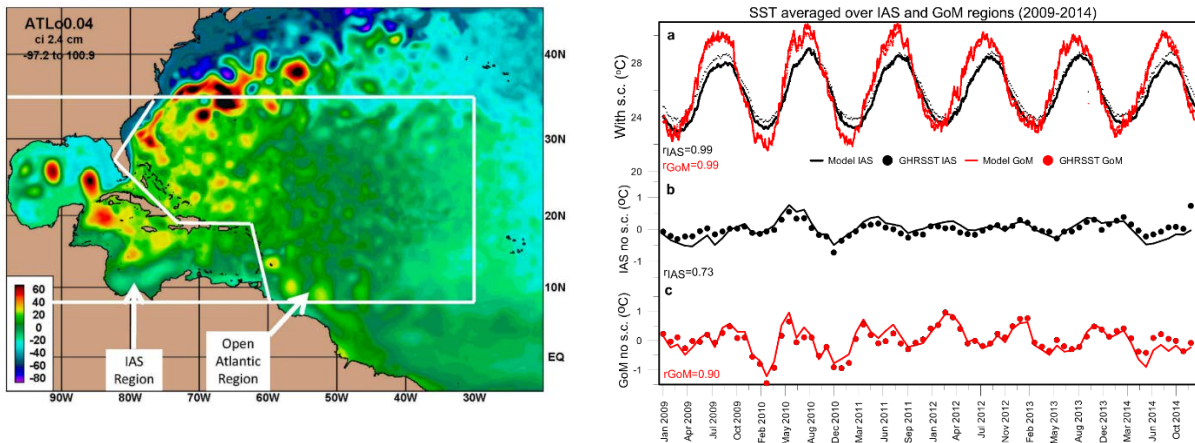 ATLo0.04
ci 2.4 cm
-97.2 to 100.9
40N
30N
20N
10N
EQ
60
40
20
0
-20
-40
-60
-80
IAS
Region
Open
Atlantic
Region
90W 80W 70W 60W 50W 40W 30W
SST averaged over IAS and GoM regions (2009-2014)
a
With s.c. (°C)
28
24
20
rIAS=0.99
rGoM=0.99
Model IAS GHRSST IAS Model GoM GHRSST GoM
b
IAS no s.c. (°C)
1
0
-1
rIAS=0.73
c
GoM no s.c. (°C)
1
0
-1
rGoM=0.90
Jan 2009
Apr 2009
Jul 2009
Oct 2009
Feb 2010
May 2010
Aug 2010
Dec 2010
Mar 2011
Jun 2011
Sep 2011
Jan 2012
Apr 2012
Jul 2012
Oct 2012
Feb 2013
May 2013
Aug 2013
Dec 2013
Mar 2014
Jun 2014
Oct 2014